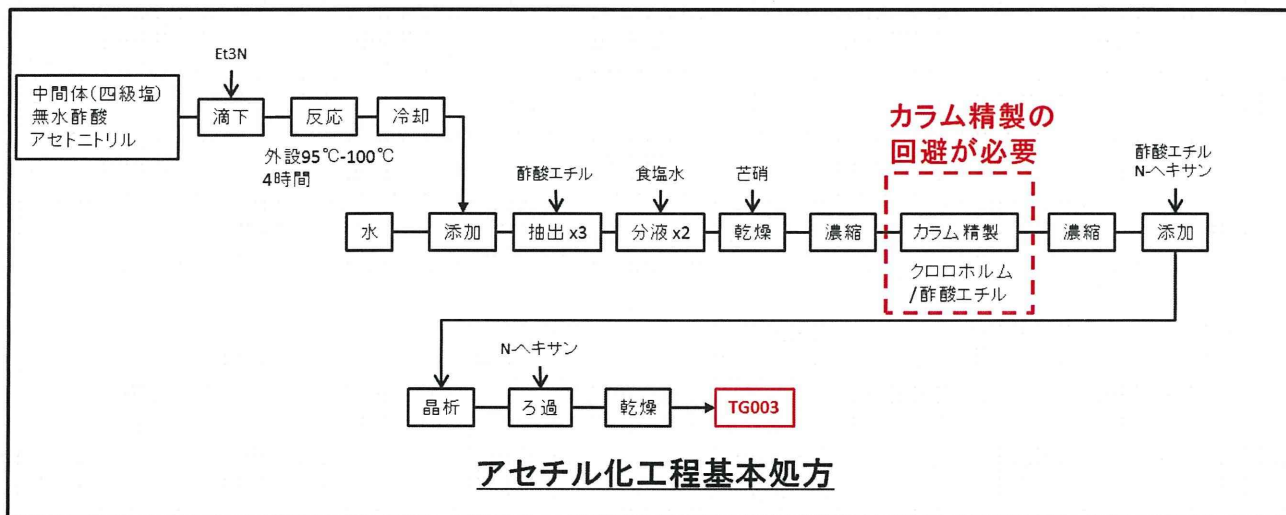 Et3N
中間体(四級塩)
無水酢酸
アセトニトリル
滴下
反応
冷却
外設95℃-100℃
4時間
カラム精製の
回避が必要
水
添加
酢酸エチル
抽出 x3
食塩水
分液 x2
芒硝
乾燥
濃縮
カラム精製
クロロホルム
/酢酸エチル
濃縮
酢酸エチル
N-ヘキサン
添加
晶析
N-ヘキサン
ろ過
乾燥
TG003
アセチル化工程基本処方